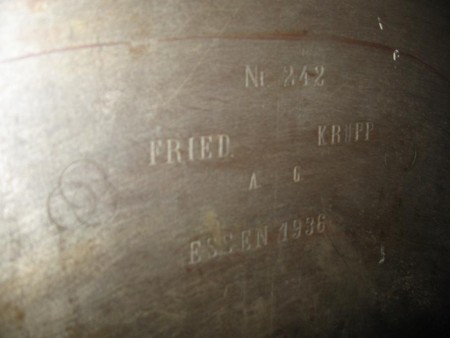 Nr 242
FRIED. KRUPP
A G
ESSEN 1936